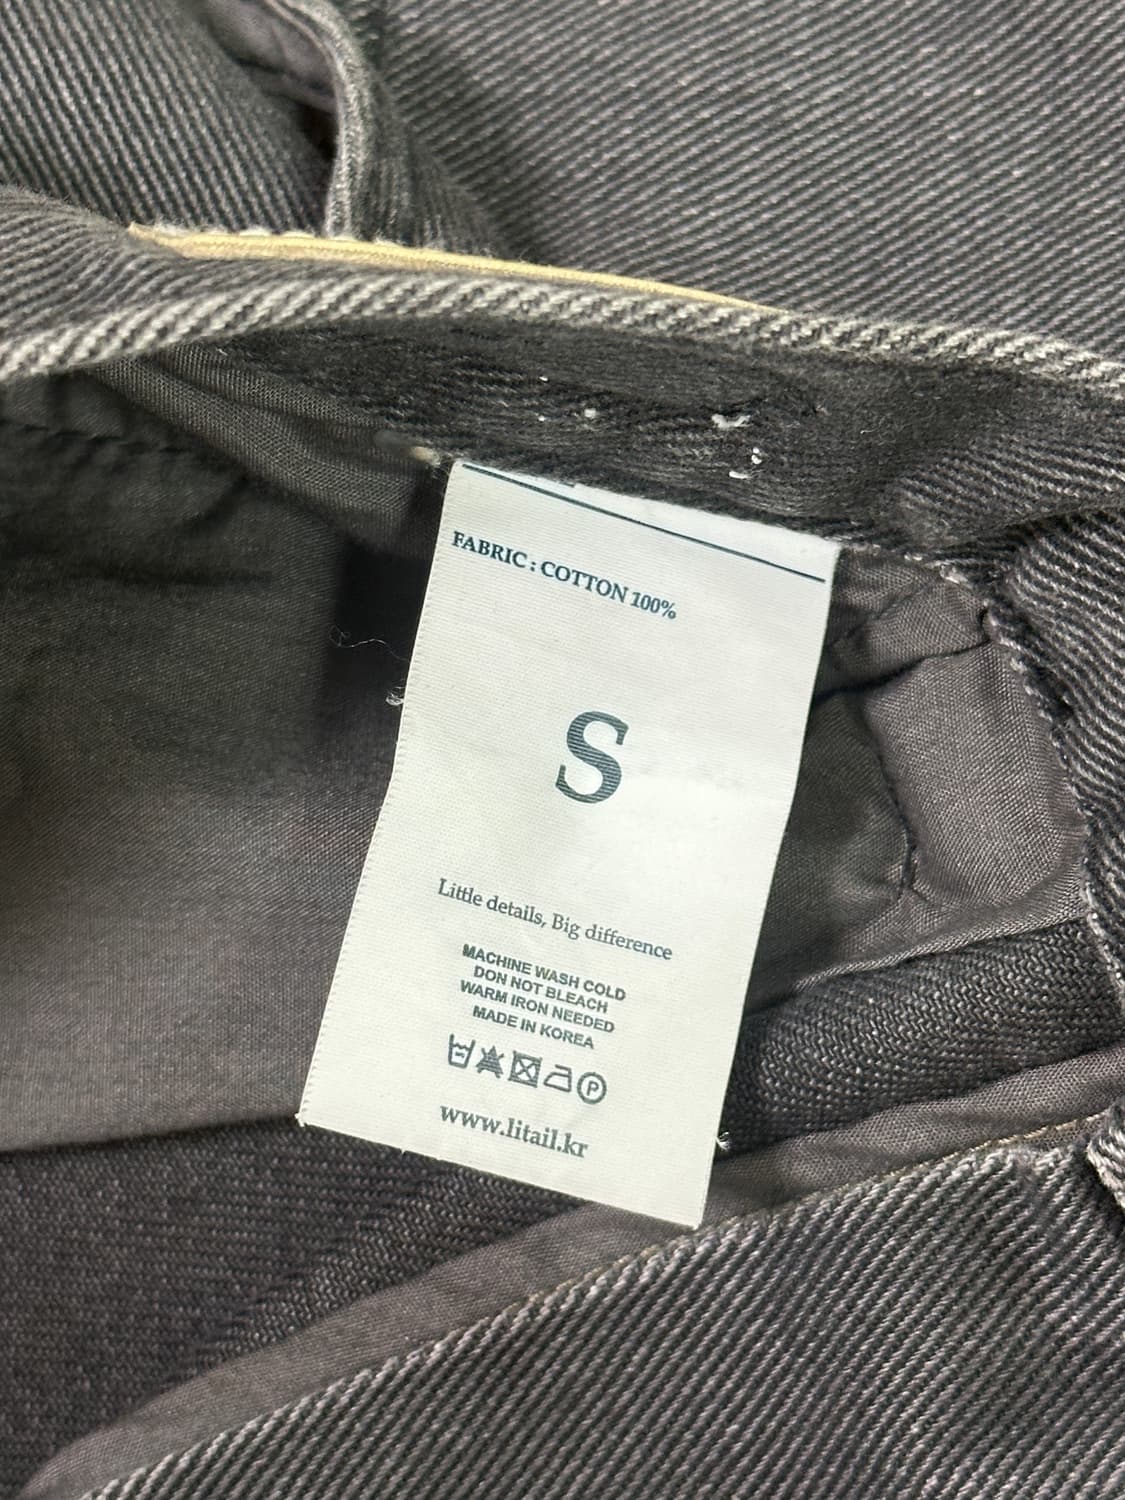 FABRIC : COTTON 100%
S
Little details, Big difference
MACHINE WASH COLD
DON NOT BLEACH
WARM IRON NEEDED
MADE IN KOREA
P
www.litail.kr